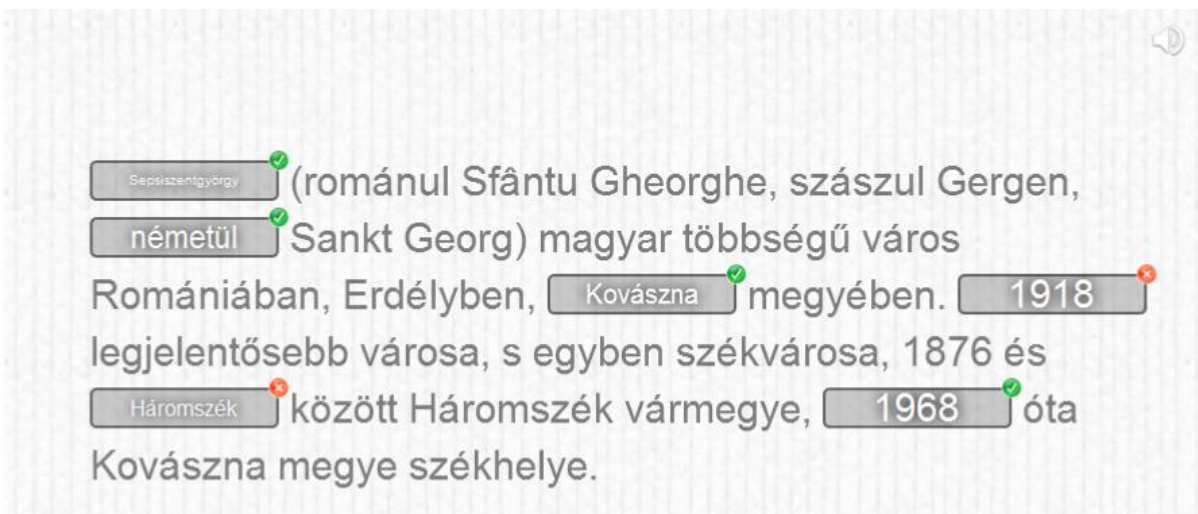 Sepsiszentgyörgy (románul Sfântu Gheorghe, szászul Gergen,
németül Sankt Georg) magyar többségű város
Romániában, Erdélyben, Kovászna megyében. 1918
legjelentősebb városa, s egyben székvárosa, 1876 és
Háromszék között Háromszék vármegye, 1968 óta
Kovászna megye székhelye.